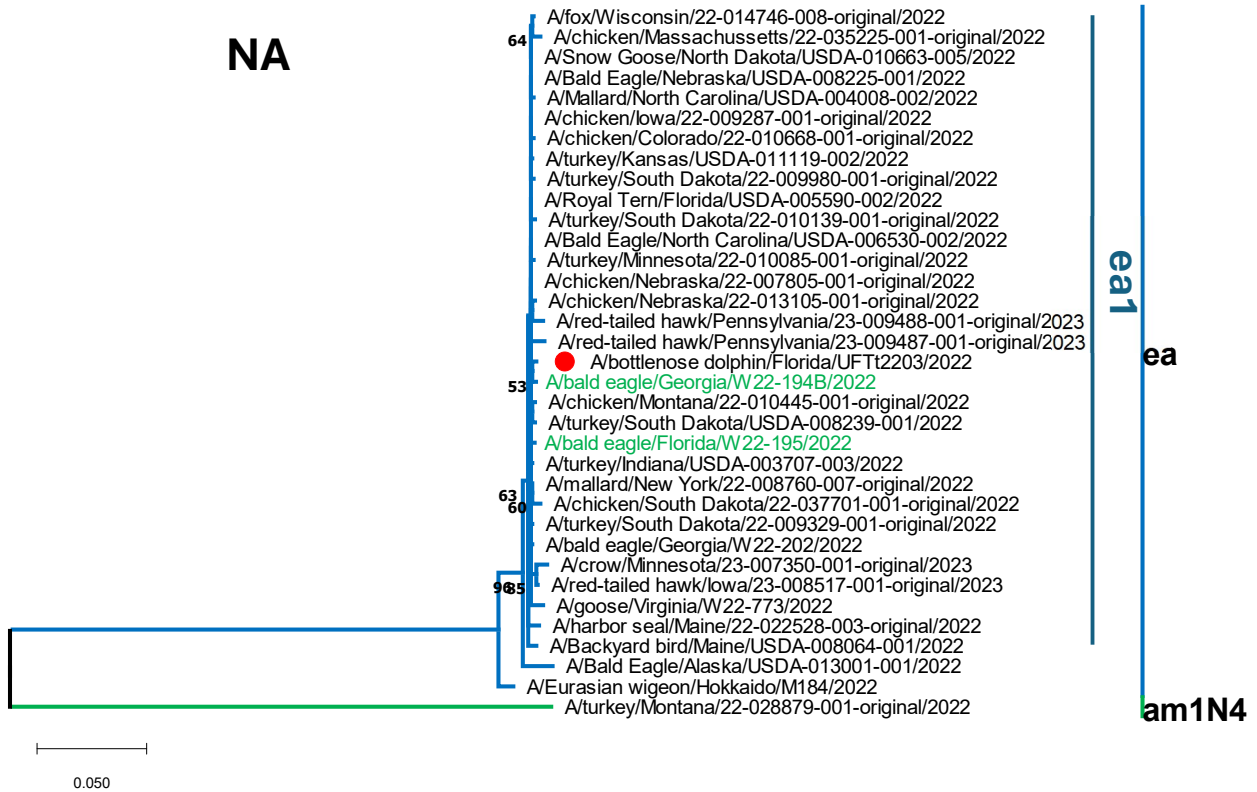 NA
A/fox/Wisconsin/22-014746-008-original/2022
64
A/chicken/Massachussetts/22-035225-001-original/2022
A/Snow Goose/North Dakota/USDA-010663-005/2022
A/Bald Eagle/Nebraska/USDA-008225-001/2022
A/Mallard/North Carolina/USDA-004008-002/2022
A/chicken/Iowa/22-009287-001-original/2022
A/chicken/Colorado/22-010668-001-original/2022
A/turkey/Kansas/USDA-011119-002/2022
A/turkey/South Dakota/22-009980-001-original/2022
A/Royal Tern/Florida/USDA-005590-002/2022
A/turkey/South Dakota/22-010139-001-original/2022
A/Bald Eagle/North Carolina/USDA-006530-002/2022
A/turkey/Minnesota/22-010085-001-original/2022
A/chicken/Nebraska/22-007805-001-original/2022
A/chicken/Nebraska/22-013105-001-original/2022
A/red-tailed hawk/Pennsylvania/23-009488-001-original/2023
A/red-tailed hawk/Pennsylvania/23-009487-001-original/2023
A/bottlenose dolphin/Florida/UFTt2203/2022
53
A/bald eagle/Georgia/W22-194B/2022
A/chicken/Montana/22-010445-001-original/2022
A/turkey/South Dakota/USDA-008239-001/2022
A/bald eagle/Florida/W22-195/2022
A/turkey/Indiana/USDA-003707-003/2022
A/mallard/New York/22-008760-007-original/2022
63
60
A/chicken/South Dakota/22-037701-001-original/2022
A/turkey/South Dakota/22-009329-001-original/2022
A/bald eagle/Georgia/W22-202/2022
A/crow/Minnesota/23-007350-001-original/2023
96
85
A/red-tailed hawk/Iowa/23-008517-001-original/2023
A/goose/Virginia/W22-773/2022
A/harbor seal/Maine/22-022528-003-original/2022
A/Backyard bird/Maine/USDA-008064-001/2022
A/Bald Eagle/Alaska/USDA-013001-001/2022
A/Eurasian wigeon/Hokkaido/M184/2022
A/turkey/Montana/22-028879-001-original/2022
ea1
ea
am1N4
0.050